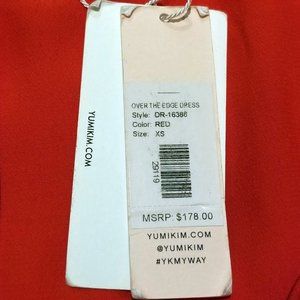 YUMIKIM.COM
OVER THE EDGE DRESS
Style: DR-16386
Color: RED
Size: XS
29119
MSRP: $178.00
YUMIKIM.COM
@YUMIKIM
#YKMYWAY